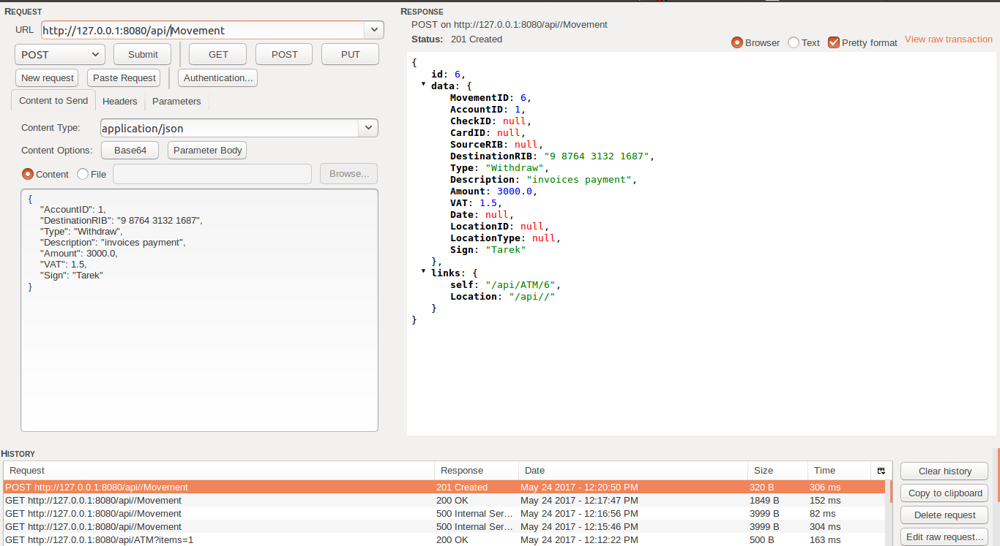 REQUEST
URL http://127.0.0.1:8080/api/Movement
POST Submit GET POST PUT
New request Paste Request Authentication...
Content to Send Headers Parameters
Content Type: application/json
Content Options: Base64 Parameter Body
Content File Browse...
{
"AccountID": 1,
"DestinationRIB": "9 8764 3132 1687",
"Type": "Withdraw",
"Description": "invoices payment",
"Amount": 3000.0,
"VAT": 1.5,
"Sign": "Tarek"
}
RESPONSE
POST on http://127.0.0.1:8080/api//Movement
Status: 201 Created
Browser Text Pretty format View raw transaction
{
id: 6,
data: {
MovementID: 6,
AccountID: 1,
CheckID: null,
CardID: null,
SourceRIB: null,
DestinationRIB: "9 8764 3132 1687",
Type: "Withdraw",
Description: "invoices payment",
Amount: 3000.0,
VAT: 1.5,
Date: null,
LocationID: null,
LocationType: null,
Sign: "Tarek"
},
links: {
self: "/api/ATM/6",
Location: "/api//"
}
}
HISTORY
Request Response Date Size Time
POST http://127.0.0.1:8080/api//Movement 201 Created May 24 2017 - 12:20:50 PM 320 B 306 ms
GET http://127.0.0.1:8080/api//Movement 200 OK May 24 2017 - 12:17:47 PM 1849 B 152 ms
GET http://127.0.0.1:8080/api//Movement 500 Internal Ser... May 24 2017 - 12:16:56 PM 3999 B 82 ms
GET http://127.0.0.1:8080/api//Movement 500 Internal Ser... May 24 2017 - 12:15:46 PM 3999 B 304 ms
GET http://127.0.0.1:8080/api/ATM?items=1 200 OK May 24 2017 - 12:12:22 PM 500 B 163 ms
Clear history
Copy to clipboard
Delete request
Edit raw request...